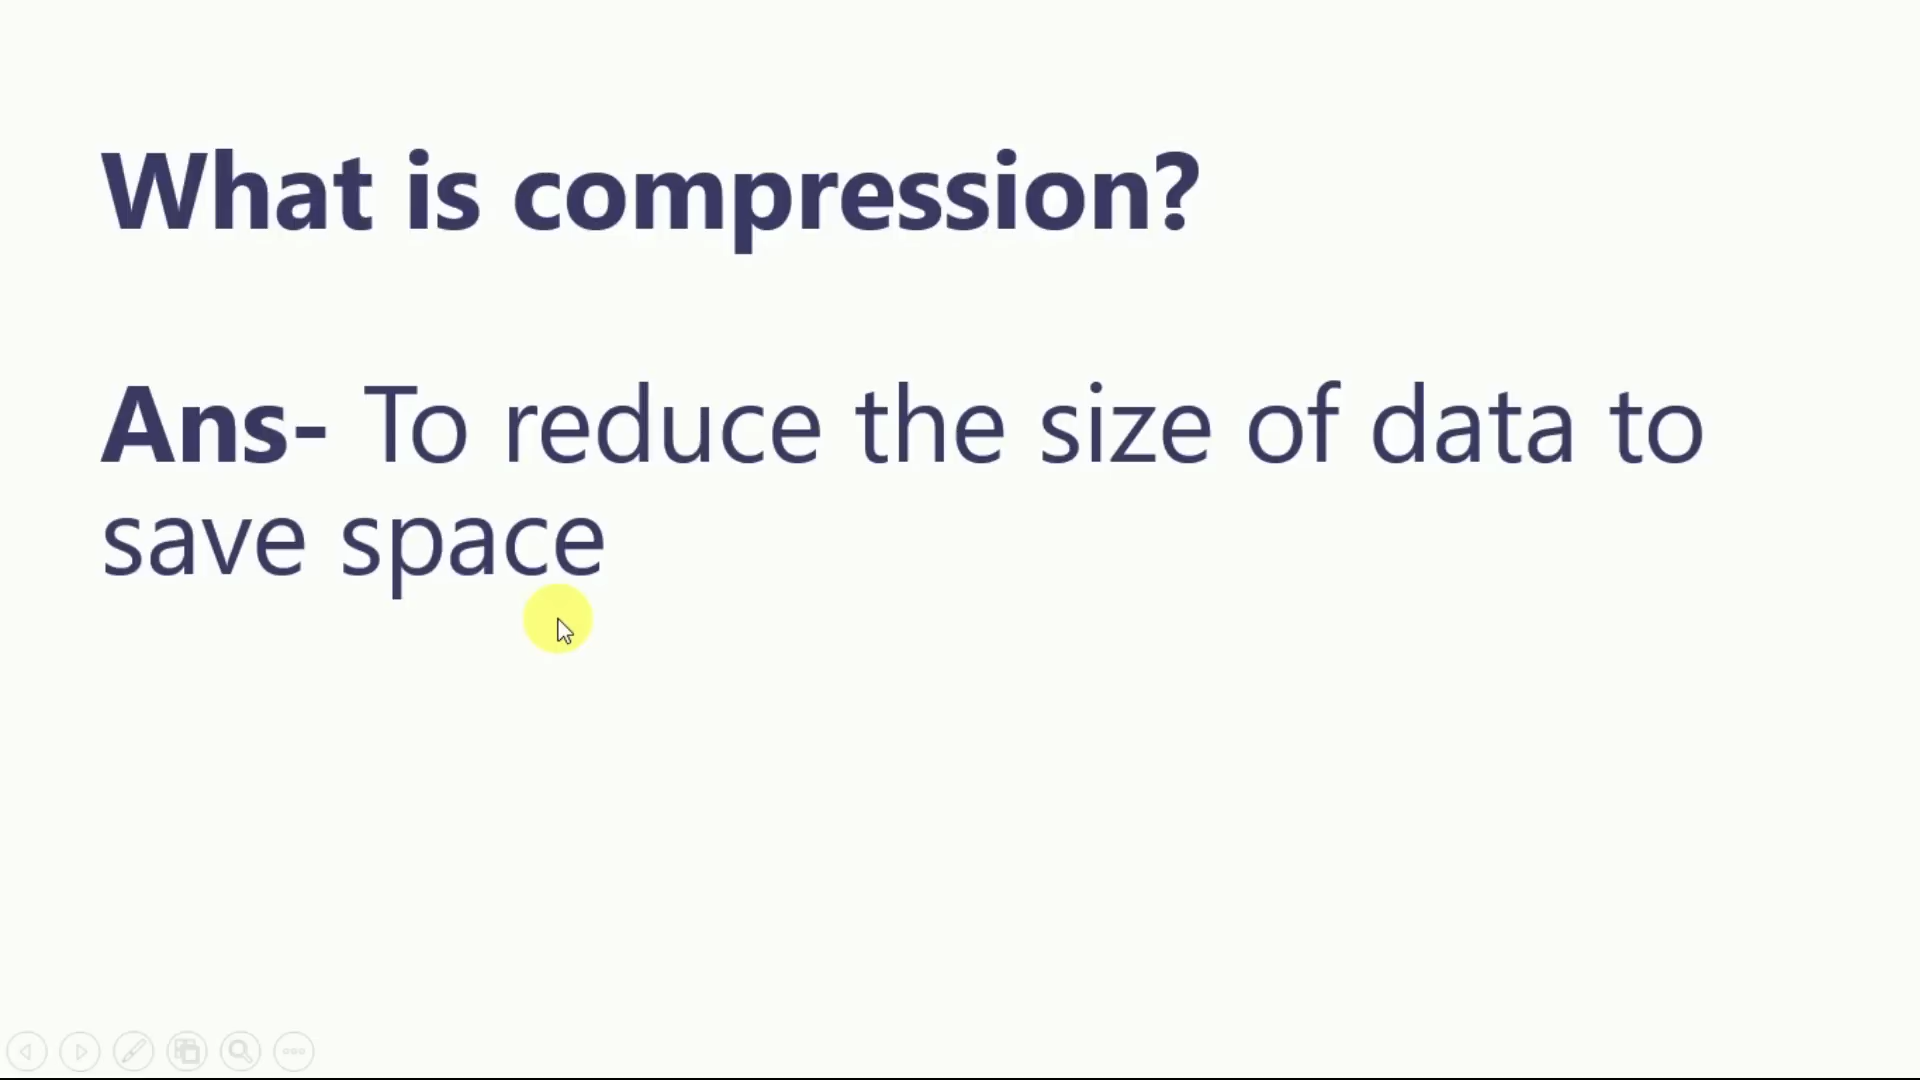 What is compression?
Ans- To reduce the size of data to
save space